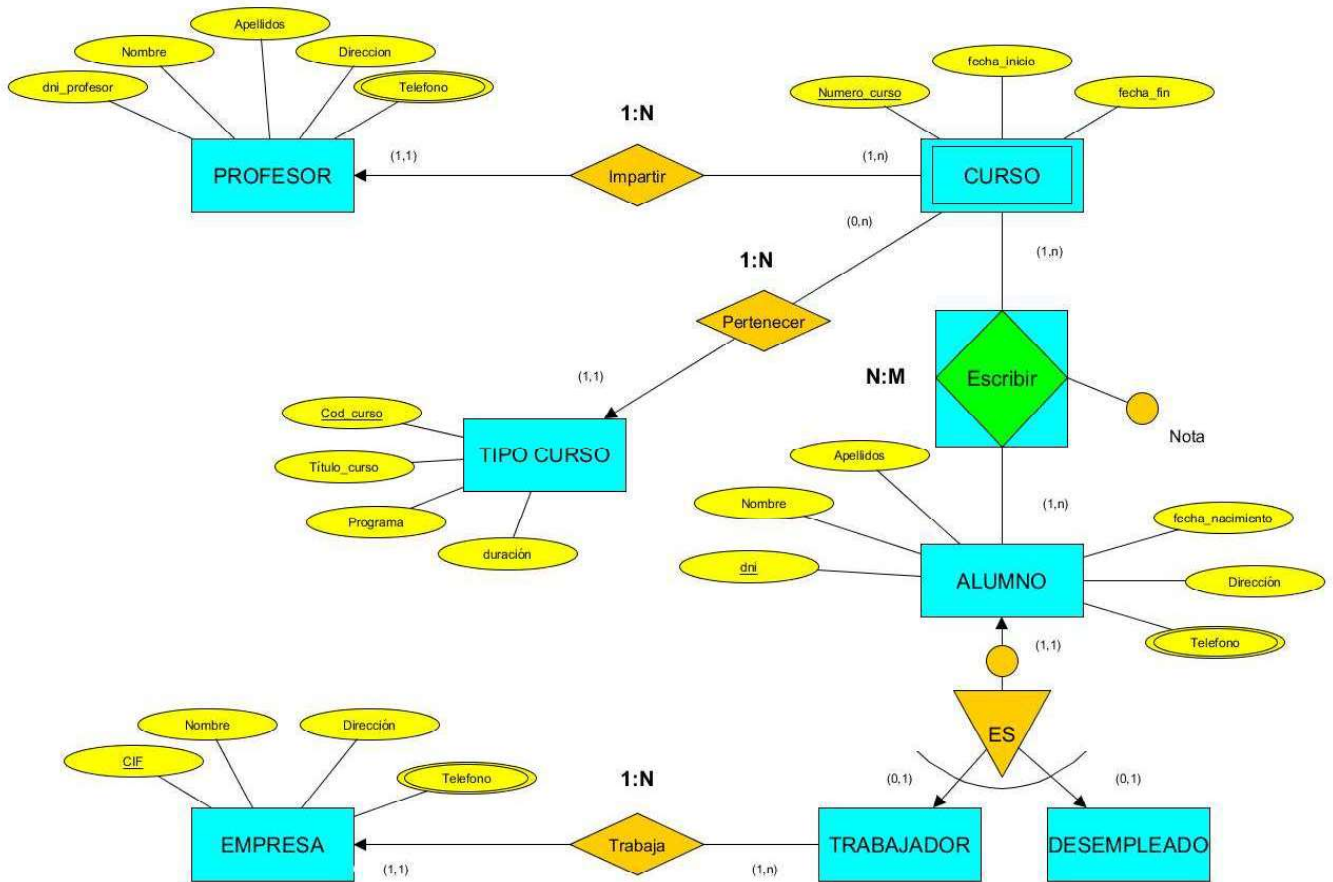 Apellidos
Nombre
Direccion
dni_profesor
Telefono
PROFESOR
1:N
(1,1)
Impartir
(1,n)
fecha_inicio
Numero_curso
fecha_fin
CURSO
(0,n)
(1,n)
1:N
Pertenecer
(1,1)
N:M
Escribir
Nota
Cod_curso
Título_curso
Programa
duración
TIPO CURSO
Apellidos
Nombre
dni
(1,n)
fecha_nacimiento
Dirección
Telefono
ALUMNO
(1,1)
ES
(0,1)
(0,1)
Nombre
Dirección
CIF
Telefono
EMPRESA
1:N
(1,1)
Trabaja
(1,n)
TRABAJADOR
DESEMPLEADO